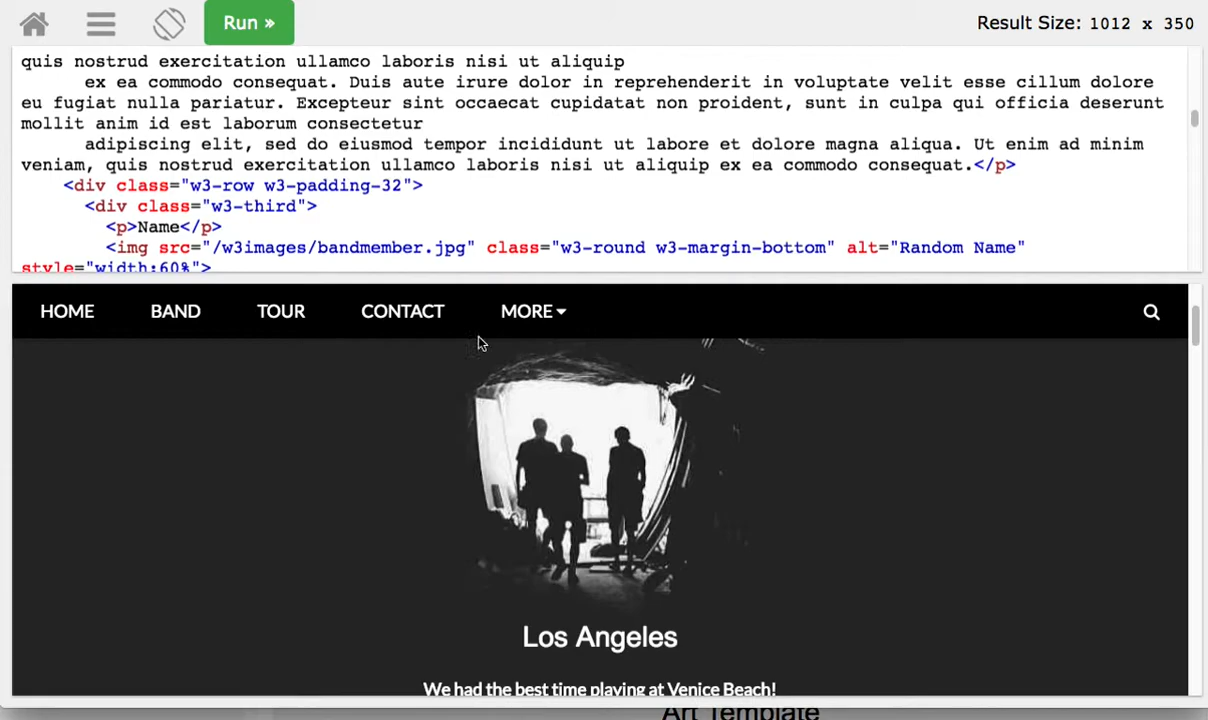 Run »
Result Size: 1012 x 350
quis nostrud exercitation ullamco laboris nisi ut aliquip
ex ea commodo consequat. Duis aute irure dolor in reprehenderit in voluptate velit esse cillum dolore
eu fugiat nulla pariatur. Excepteur sint occaecat cupidatat non proident, sunt in culpa qui officia deserunt
mollit anim id est laborum consectetur
adipiscing elit, sed do eiusmod tempor incididunt ut labore et dolore magna aliqua. Ut enim ad minim
veniam, quis nostrud exercitation ullamco laboris nisi ut aliquip ex ea commodo consequat.</p>
<div class="w3-row w3-padding-32">
<div class="w3-third">
<p>Name</p>
<img src="/w3images/bandmember.jpg" class="w3-round w3-margin-bottom" alt="Random Name"
style="width:60%">
HOME BAND TOUR CONTACT MORE
Los Angeles
We had the best time playing at Venice Beach!
Art Template